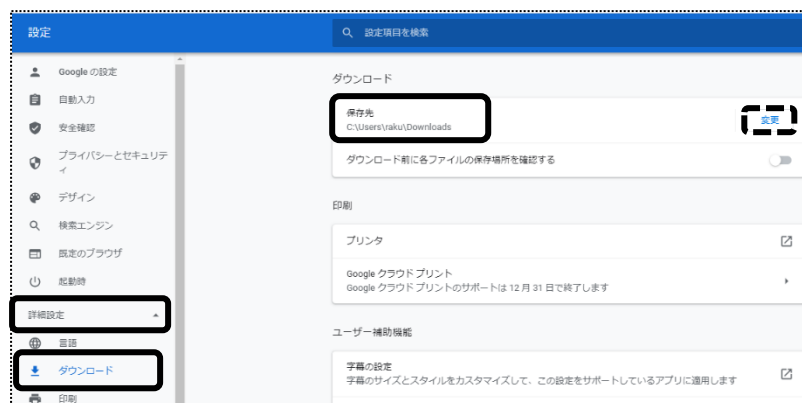 設定
設定項目を検索
Google の設定
自動入力
安全確認
プライバシーとセキュリテ
ィ
デザイン
検索エンジン
既定のブラウザ
起動時
詳細設定
言語
ダウンロード
印刷
ダウンロード
保存先
C:\Users\raku\Downloads
変更
ダウンロード前に各ファイルの保存場所を確認する
印刷
プリンタ
Google クラウド プリント
Google クラウド プリントのサポートは 12 月 31 日で終了します
ユーザー補助機能
字幕の設定
字幕のサイズとスタイルをカスタマイズして、この設定をサポートしているアプリに適用します